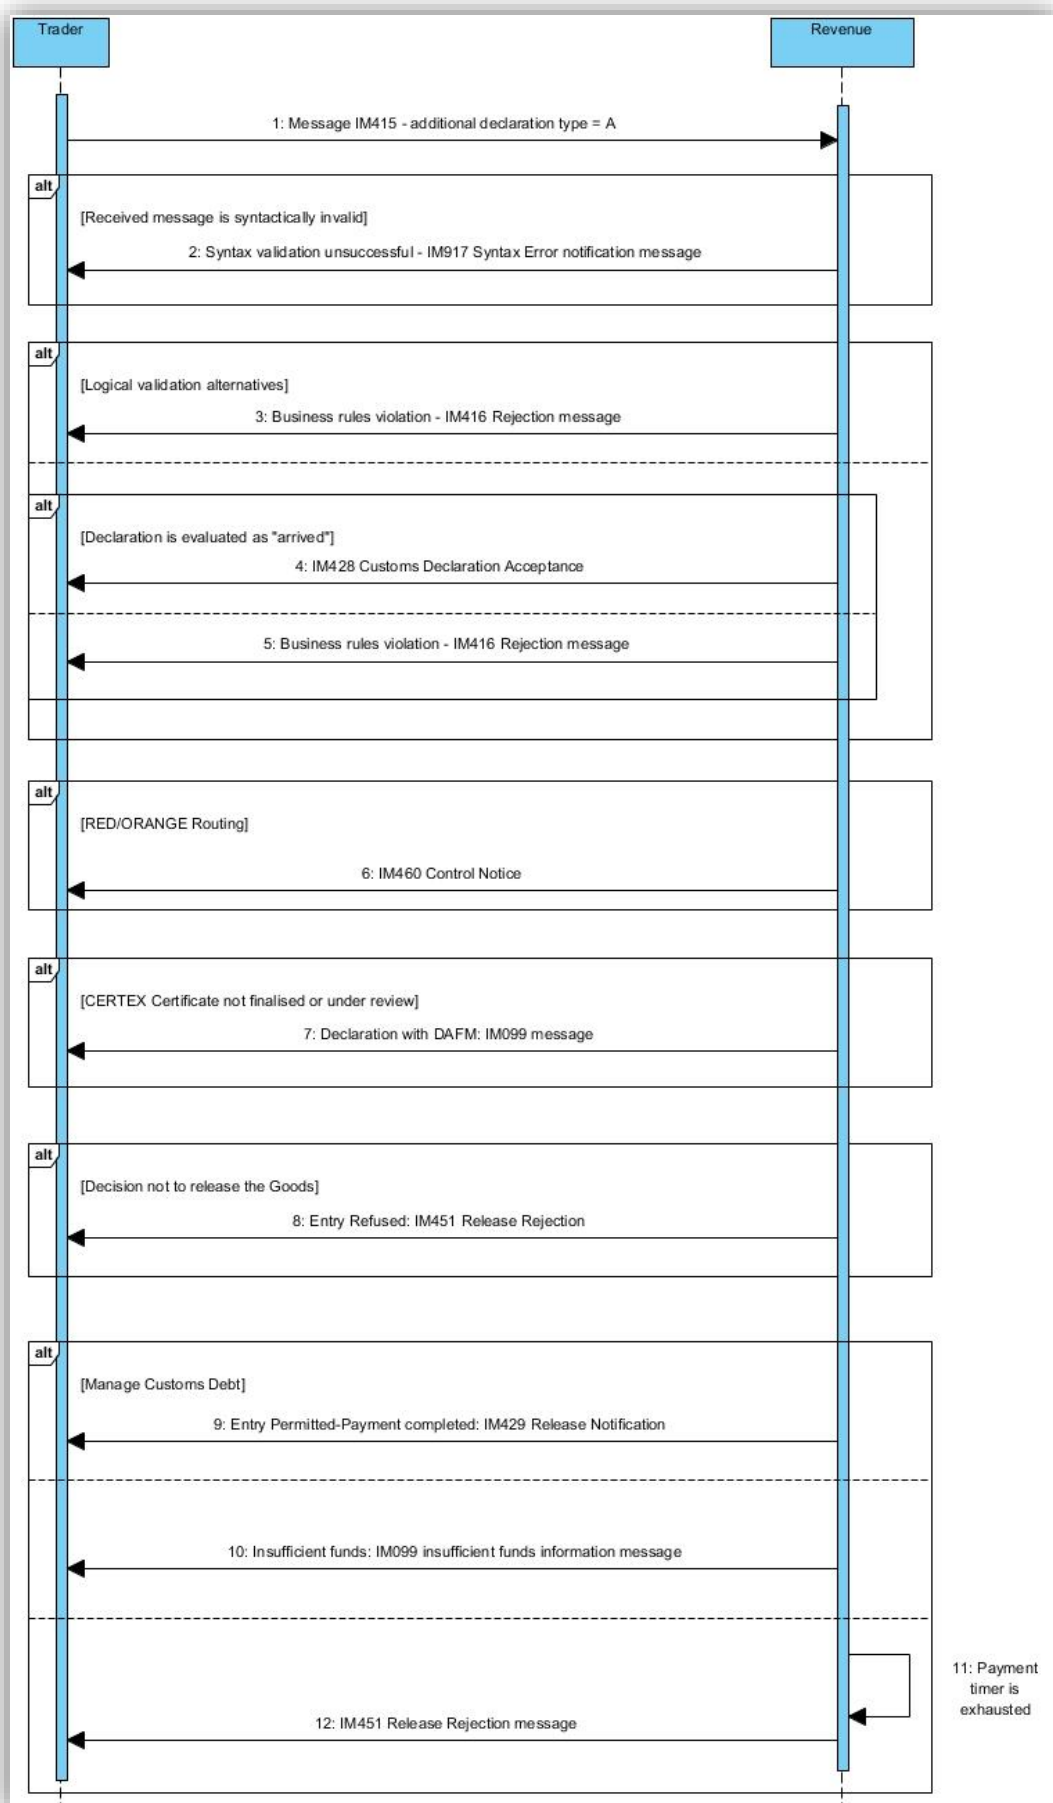 Trader
Revenue
1: Message IM415 - additional declaration type = A
alt
[Received message is syntactically invalid]
2: Syntax validation unsuccessful - IM917 Syntax Error notification message
alt
[Logical validation alternatives]
3: Business rules violation - IM416 Rejection message
alt
[Declaration is evaluated as "arrived"]
4: IM428 Customs Declaration Acceptance
5: Business rules violation - IM416 Rejection message
alt
[RED/ORANGE Routing]
6: IM460 Control Notice
alt
[CERTEX Certificate not finalised or under review]
7: Declaration with DAFM: IM099 message
alt
[Decision not to release the Goods]
8: Entry Refused: IM451 Release Rejection
alt
[Manage Customs Debt]
9: Entry Permitted-Payment completed: IM429 Release Notification
10: Insufficient funds: IM099 insufficient funds information message
11: Payment
timer is
exhausted
12: IM451 Release Rejection message